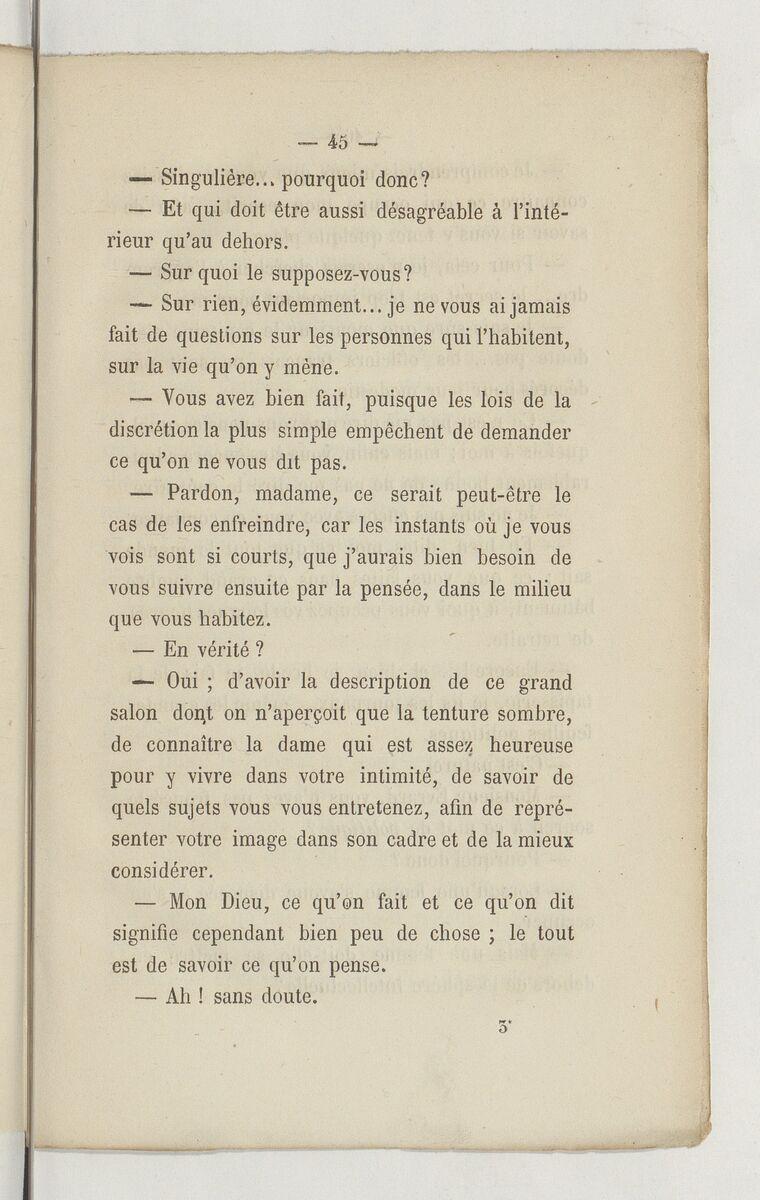 — 45 —
— Singulière... pourquoi donc?
— Et qui doit être aussi désagréable à l'inté-
rieur qu'au dehors.
— Sur quoi le supposez-vous?
— Sur rien, évidemment... je ne vous ai jamais
fait de questions sur les personnes qui l'habitent,
sur la vie qu'on y mène.
— Vous avez bien fait, puisque les lois de la
discrétion la plus simple empêchent de demander
ce qu'on ne vous dit pas.
— Pardon, madame, ce serait peut-être le
cas de les enfreindre, car les instants où je vous
vois sont si courts, que j'aurais bien besoin de
vous suivre ensuite par la pensée, dans le milieu
que vous habitez.
— En vérité ?
— Oui ; d'avoir la description de ce grand
salon dont on n'aperçoit que la tenture sombre,
de connaître la dame qui est assez heureuse
pour y vivre dans votre intimité, de savoir de
quels sujets vous vous entretenez, afin de repré-
senter votre image dans son cadre et de la mieux
considérer.
— Mon Dieu, ce qu'on fait et ce qu'on dit
signifie cependant bien peu de chose ; le tout
est de savoir ce qu'on pense.
— Ah ! sans doute.
3*